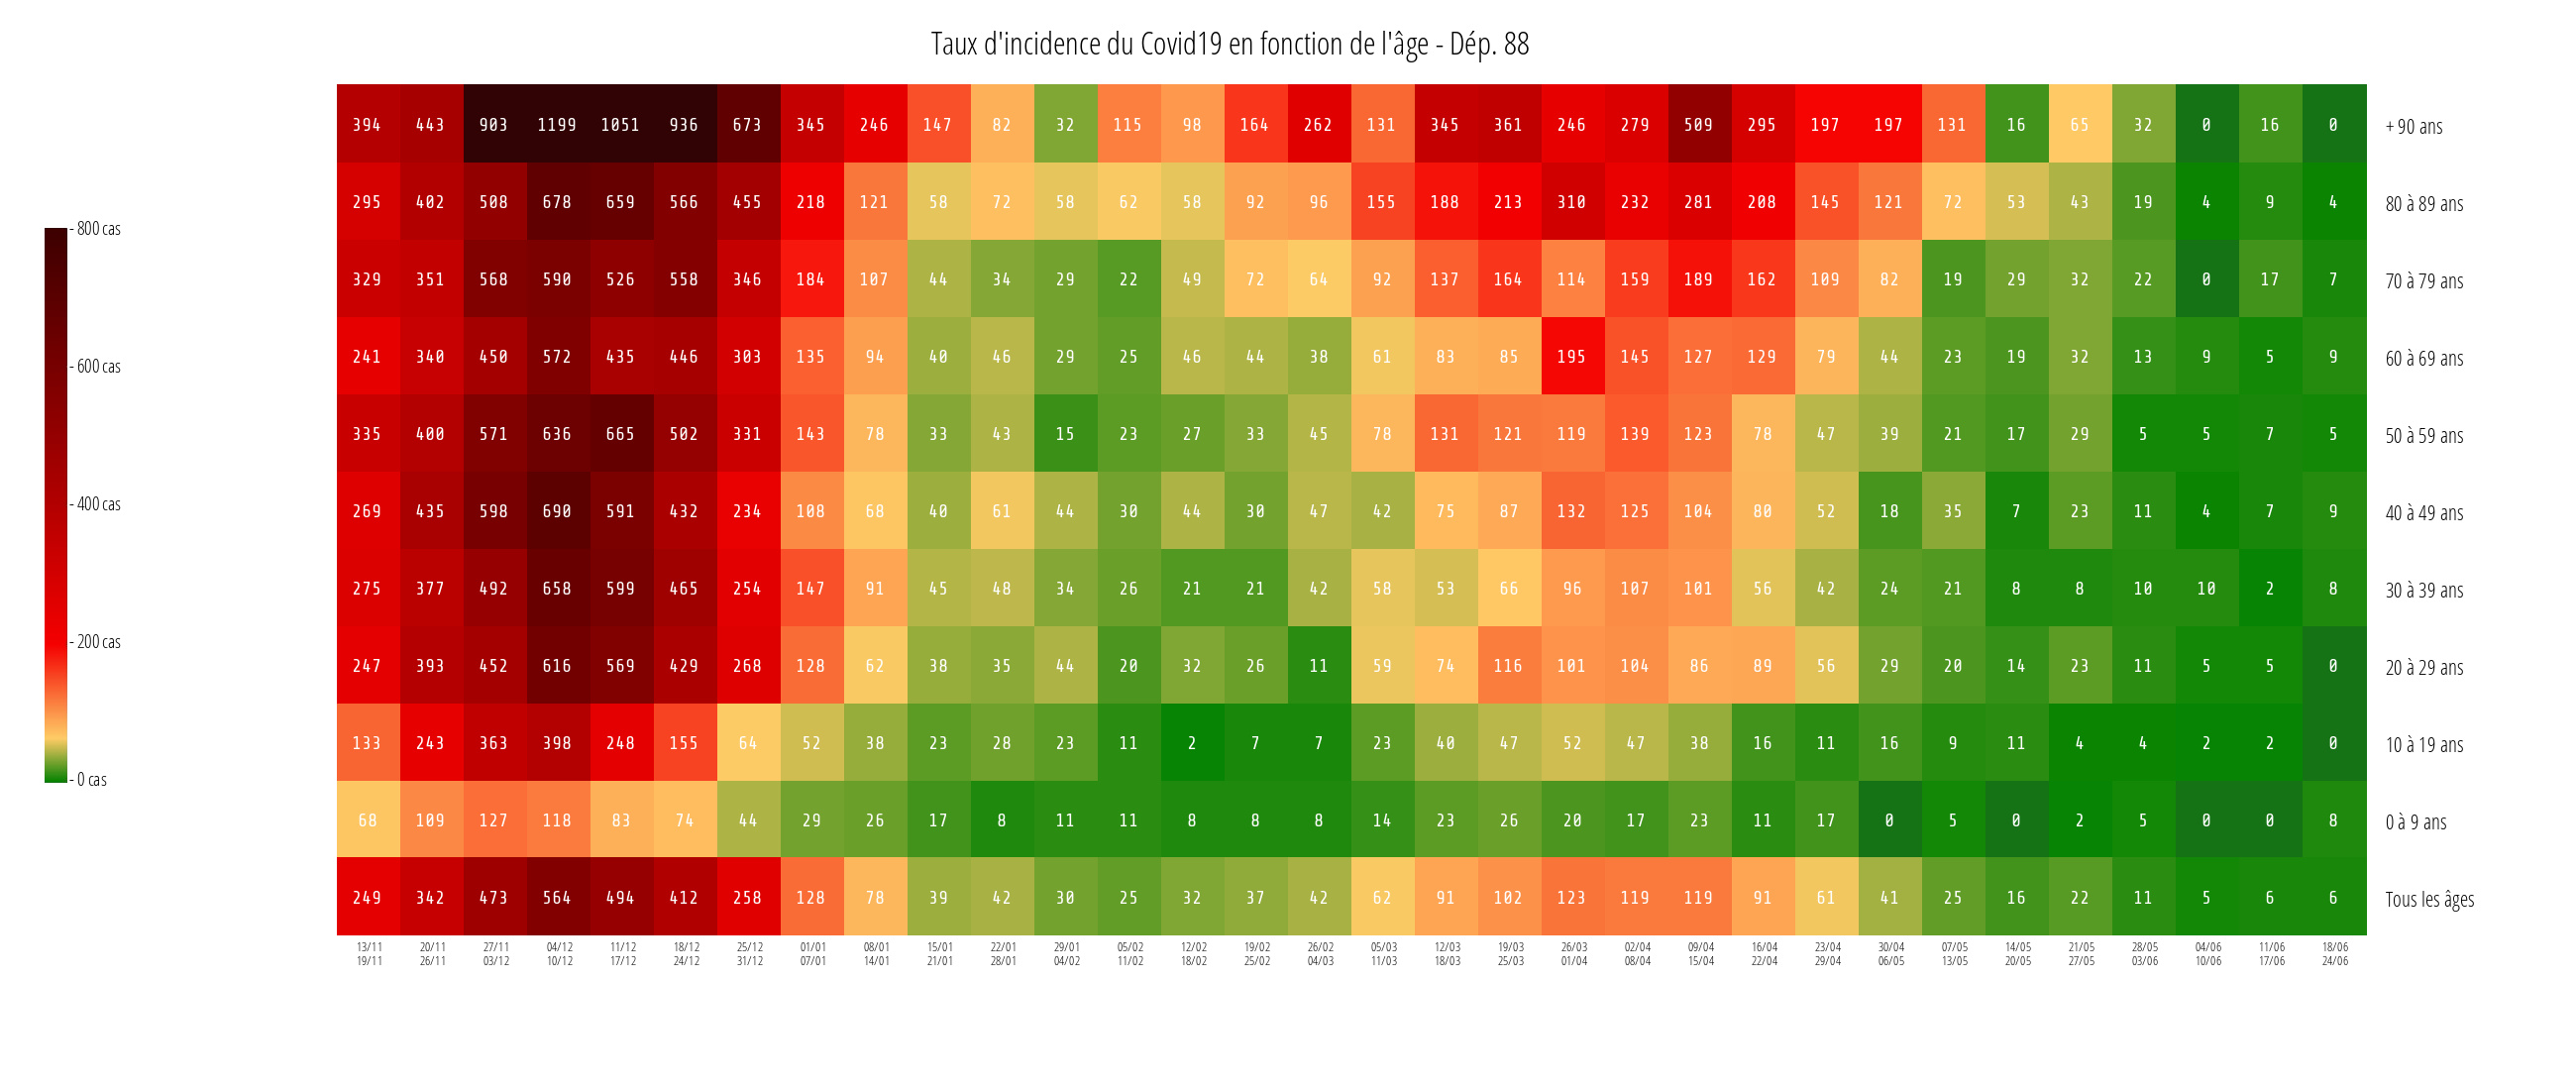 Taux d'incidence du Covid19 en fonction de l'âge - Dép. 88
394 443 903 1199 1051 936 673 345 246 147 82 32 115 98 164 262 131 345 361 246 279 509 295 197 197 131 16 65 32 0 16 0 + 90 ans
295 402 508 678 659 566 455 218 121 58 72 58 62 58 92 96 155 188 213 310 232 281 208 145 121 72 53 43 19 4 9 4 80 à 89 ans
- 800 cas
329 351 568 590 526 558 346 184 107 44 34 29 22 49 72 64 92 137 164 114 159 189 162 109 82 19 29 32 22 0 17 7 70 à 79 ans
241 340 450 572 435 446 303 135 94 40 46 29 25 46 44 38 61 83 85 195 145 127 129 79 44 23 19 32 13 9 5 9 60 à 69 ans
- 600 cas
335 400 571 636 665 502 331 143 78 33 43 15 23 27 33 45 78 131 121 119 139 123 78 47 39 21 17 29 5 5 7 5 50 à 59 ans
- 400 cas
269 435 598 690 591 432 234 108 68 40 61 44 30 44 30 47 42 75 87 132 125 104 80 52 18 35 7 23 11 4 7 9 40 à 49 ans
275 377 492 658 599 465 254 147 91 45 48 34 26 21 21 42 58 53 66 96 107 101 56 42 24 21 8 8 10 10 2 8 30 à 39 ans
- 200 cas
247 393 452 616 569 429 268 128 62 38 35 44 20 32 26 11 59 74 116 101 104 86 89 56 29 20 14 23 11 5 5 0 20 à 29 ans
133 243 363 398 248 155 64 52 38 23 28 23 11 2 7 7 23 40 47 52 47 38 16 11 16 9 11 4 4 2 2 0 10 à 19 ans
- 0 cas
68 109 127 118 83 74 44 29 26 17 8 11 11 8 8 8 14 23 26 20 17 23 11 17 0 5 0 2 5 0 0 8 0 à 9 ans
249 342 473 564 494 412 258 128 78 39 42 30 25 32 37 42 62 91 102 123 119 119 91 61 41 25 16 22 11 5 6 6 Tous les âges
13/11 20/11 27/11 04/12 11/12 18/12 25/12 01/01 08/01 15/01 22/01 29/01 05/02 12/02 19/02 26/02 05/03 12/03 19/03 26/03 02/04 09/04 16/04 23/04 30/04 07/05 14/05 21/05 28/05 04/06 11/06 18/06
19/11 26/11 03/12 10/12 17/12 24/12 31/12 07/01 14/01 21/01 28/01 04/02 11/02 18/02 25/02 04/03 11/03 18/03 25/03 01/04 08/04 15/04 22/04 29/04 06/05 13/05 20/05 27/05 03/06 10/06 17/06 24/06